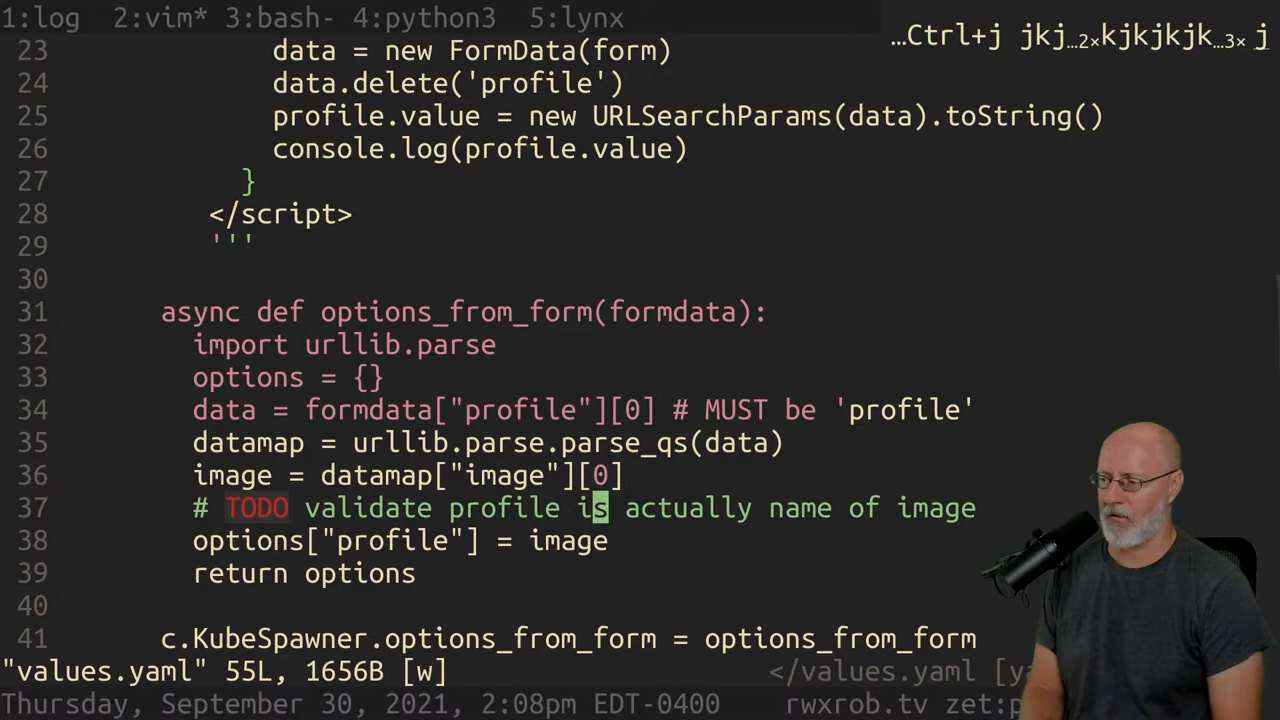 1:log 2:vim* 3:bash- 4:python3 5:lynx
…Ctrl+j jkj…2×kjkjkjk…3× j
23 data = new FormData(form)
24 data.delete('profile')
25 profile.value = new URLSearchParams(data).toString()
26 console.log(profile.value)
27 }
28 </script>
29 '''
30
31 async def options_from_form(formdata):
32 import urllib.parse
33 options = {}
34 data = formdata["profile"][0] # MUST be 'profile'
35 datamap = urllib.parse.parse_qs(data)
36 image = datamap["image"][0]
37 # TODO validate profile is actually name of image
38 options["profile"] = image
39 return options
40
41 c.KubeSpawner.options_from_form = options_from_form
"values.yaml" 55L, 1656B [w] </values.yaml [ya
Thursday, September 30, 2021, 2:08pm EDT-0400 rwxrob.tv zet:p